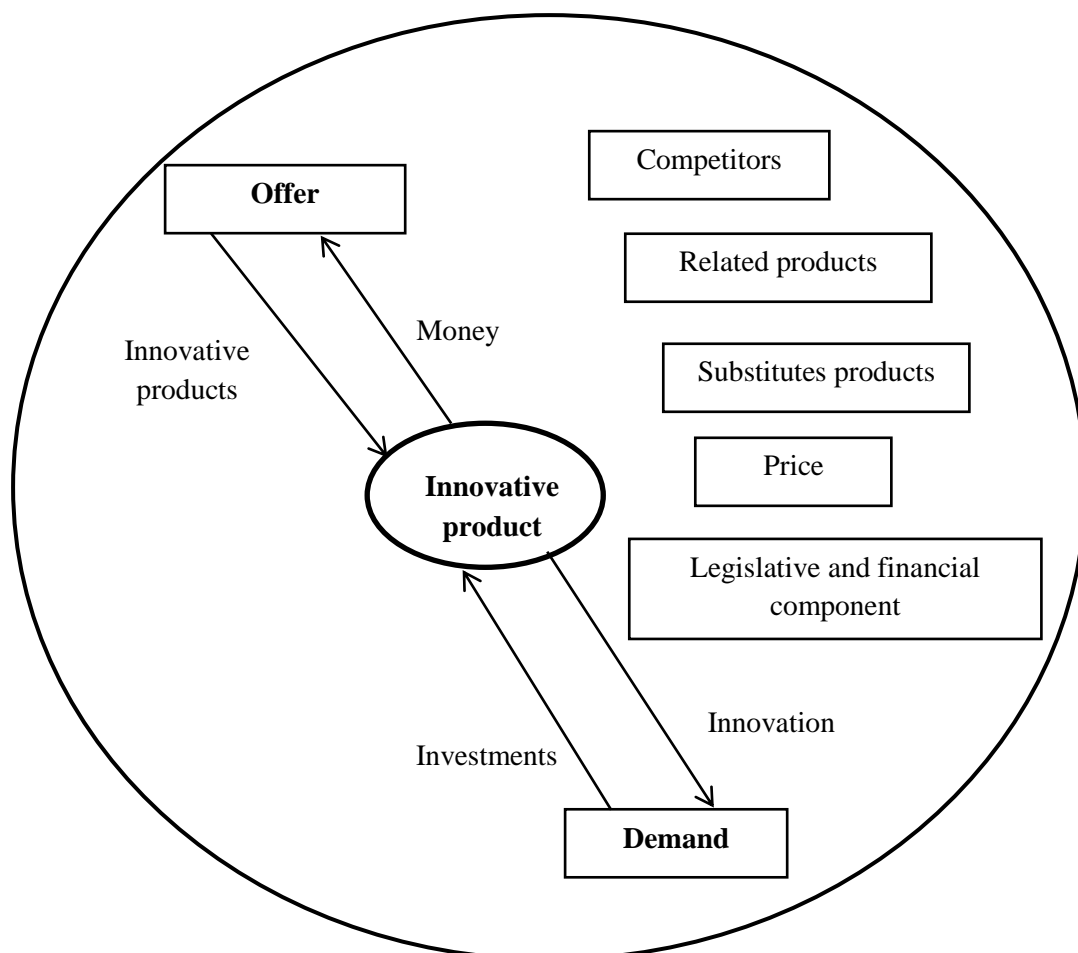 Competitors
Offer
Related products
Money
Innovative
products
Substitutes products
Price
Innovative
product
Legislative and financial
component
Innovation
Investments
Demand